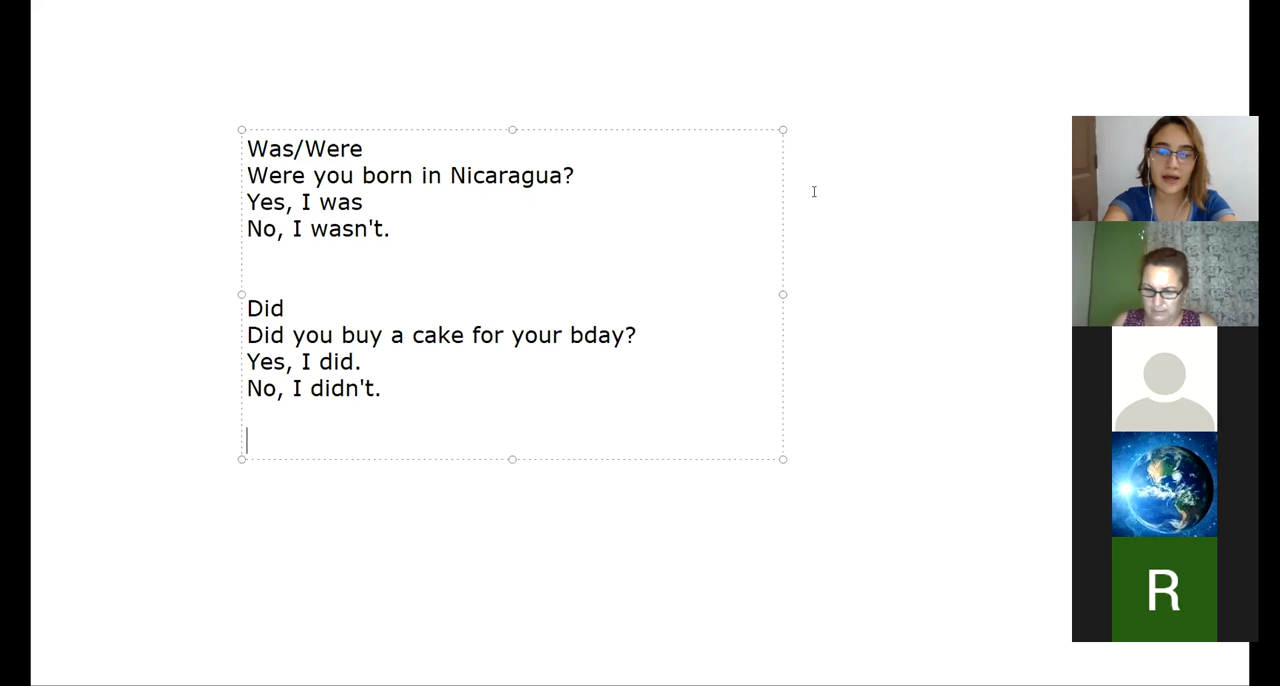 Was/Were
Were you born in Nicaragua?
Yes, I was
No, I wasn't.
Did
Did you buy a cake for your bday?
Yes, I did.
No, I didn't.
R